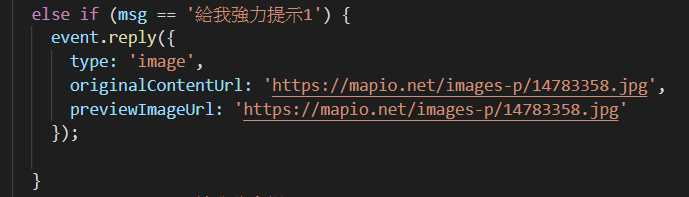 else if (msg == '給我強力提示1') {
event.reply({
type: 'image',
originalContentUrl: 'https://mapio.net/images-p/14783358.jpg',
previewImageUrl: 'https://mapio.net/images-p/14783358.jpg'
});
}